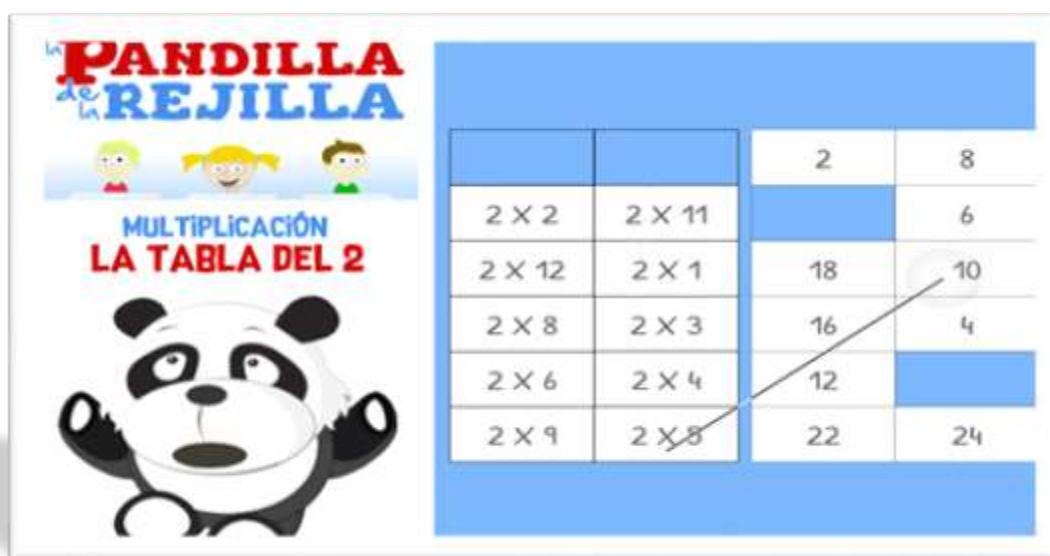 la PANDILLA
de la REJILLA
MULTiPLiCACiÓN
LA TABLA DEL 2
2 8
2 X 2 2 X 11 6
2 X 12 2 X 1 18 10
2 X 8 2 X 3 16 4
2 X 6 2 X 4 12
2 X 9 2 X 5 22 24